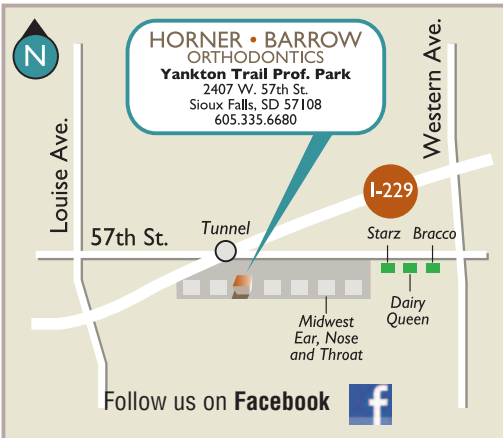 N
HORNER • BARROW
ORTHODONTICS
Yankton Trail Prof. Park
2407 W. 57th St.
Sioux Falls, SD 57108
605.335.6680
Louise Ave.
Western Ave.
I-229
57th St.
Tunnel
Starz
Bracco
Dairy
Queen
Midwest
Ear, Nose
and Throat
Follow us on Facebook
f